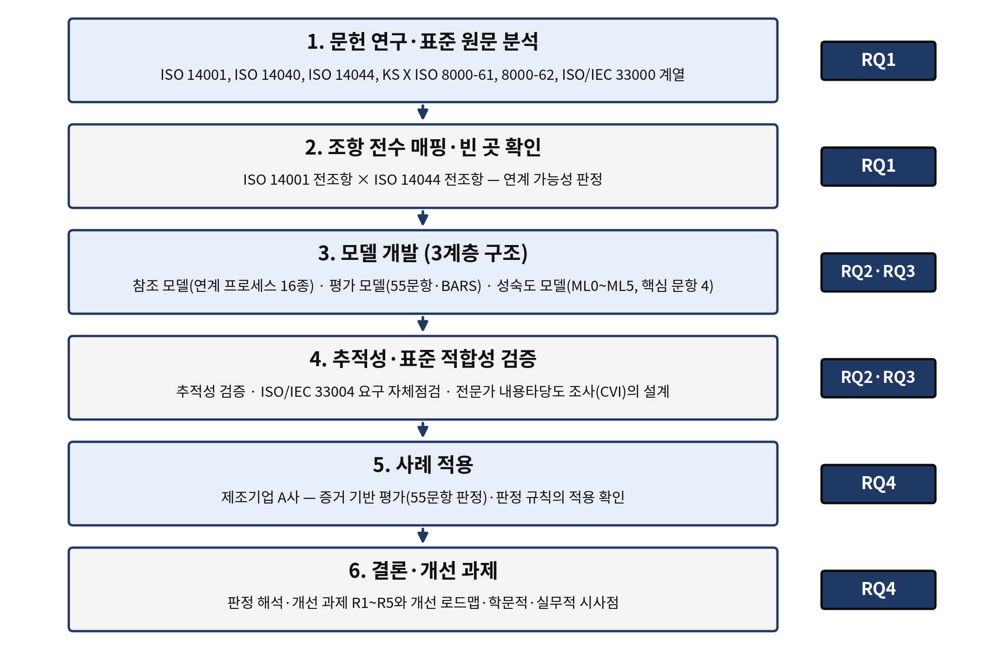 1. 문헌 연구·표준 원문 분석
ISO 14001, ISO 14040, ISO 14044, KS X ISO 8000-61, 8000-62, ISO/IEC 33000 계열
RQ1
2. 조항 전수 매핑·빈 곳 확인
ISO 14001 전조항 × ISO 14044 전조항 — 연계 가능성 판정
RQ1
3. 모델 개발 (3계층 구조)
참조 모델(연계 프로세스 16종) · 평가 모델(55문항·BARS) · 성숙도 모델(ML0~ML5, 핵심 문항 4)
RQ2·RQ3
4. 추적성·표준 적합성 검증
추적성 검증 · ISO/IEC 33004 요구 자체점검 · 전문가 내용타당도 조사(CVI)의 설계
RQ2·RQ3
5. 사례 적용
제조기업 A사 — 증거 기반 평가(55문항 판정)·판정 규칙의 적용 확인
RQ4
6. 결론·개선 과제
판정 해석·개선 과제 R1~R5와 개선 로드맵·학문적·실무적 시사점
RQ4